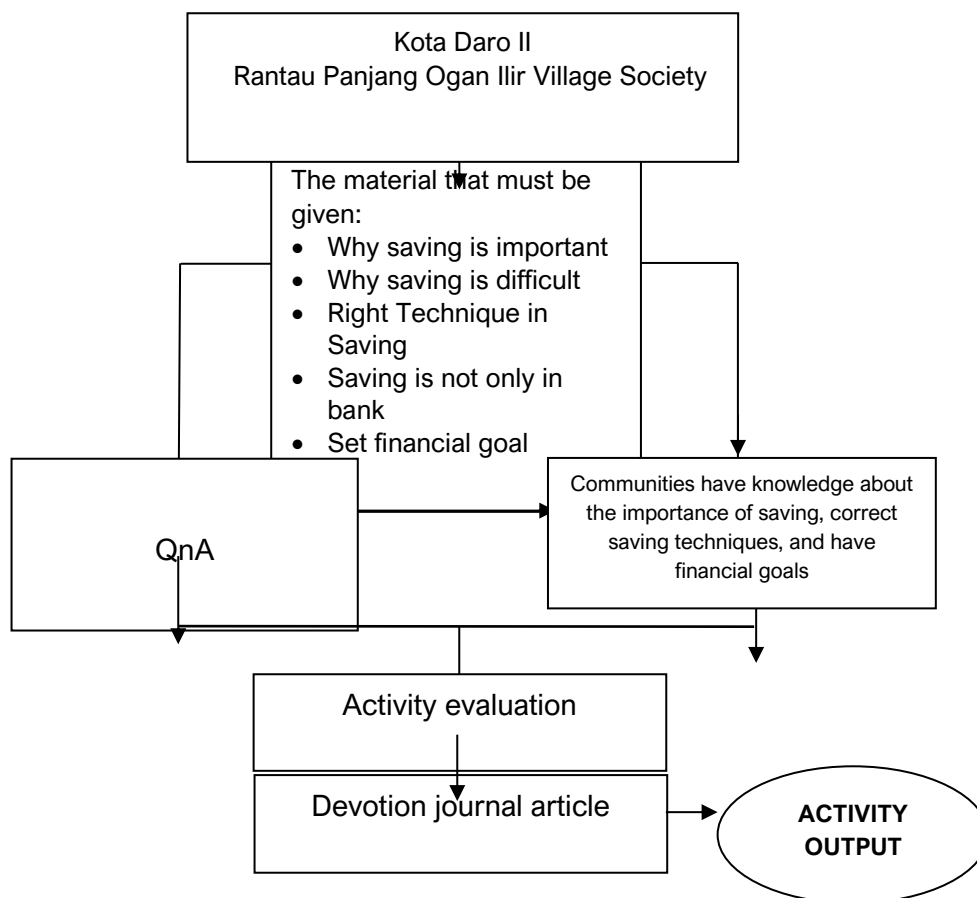 Kota Daro II
Rantau Panjang Ogan Ilir Village Society
The material that must be
given:
• Why saving is important
• Why saving is difficult
• Right Technique in
Saving
• Saving is not only in
bank
• Set financial goal
QnA
Communities have knowledge about
the importance of saving, correct
saving techniques, and have
financial goals
Activity evaluation
Devotion journal article
ACTIVITY
OUTPUT